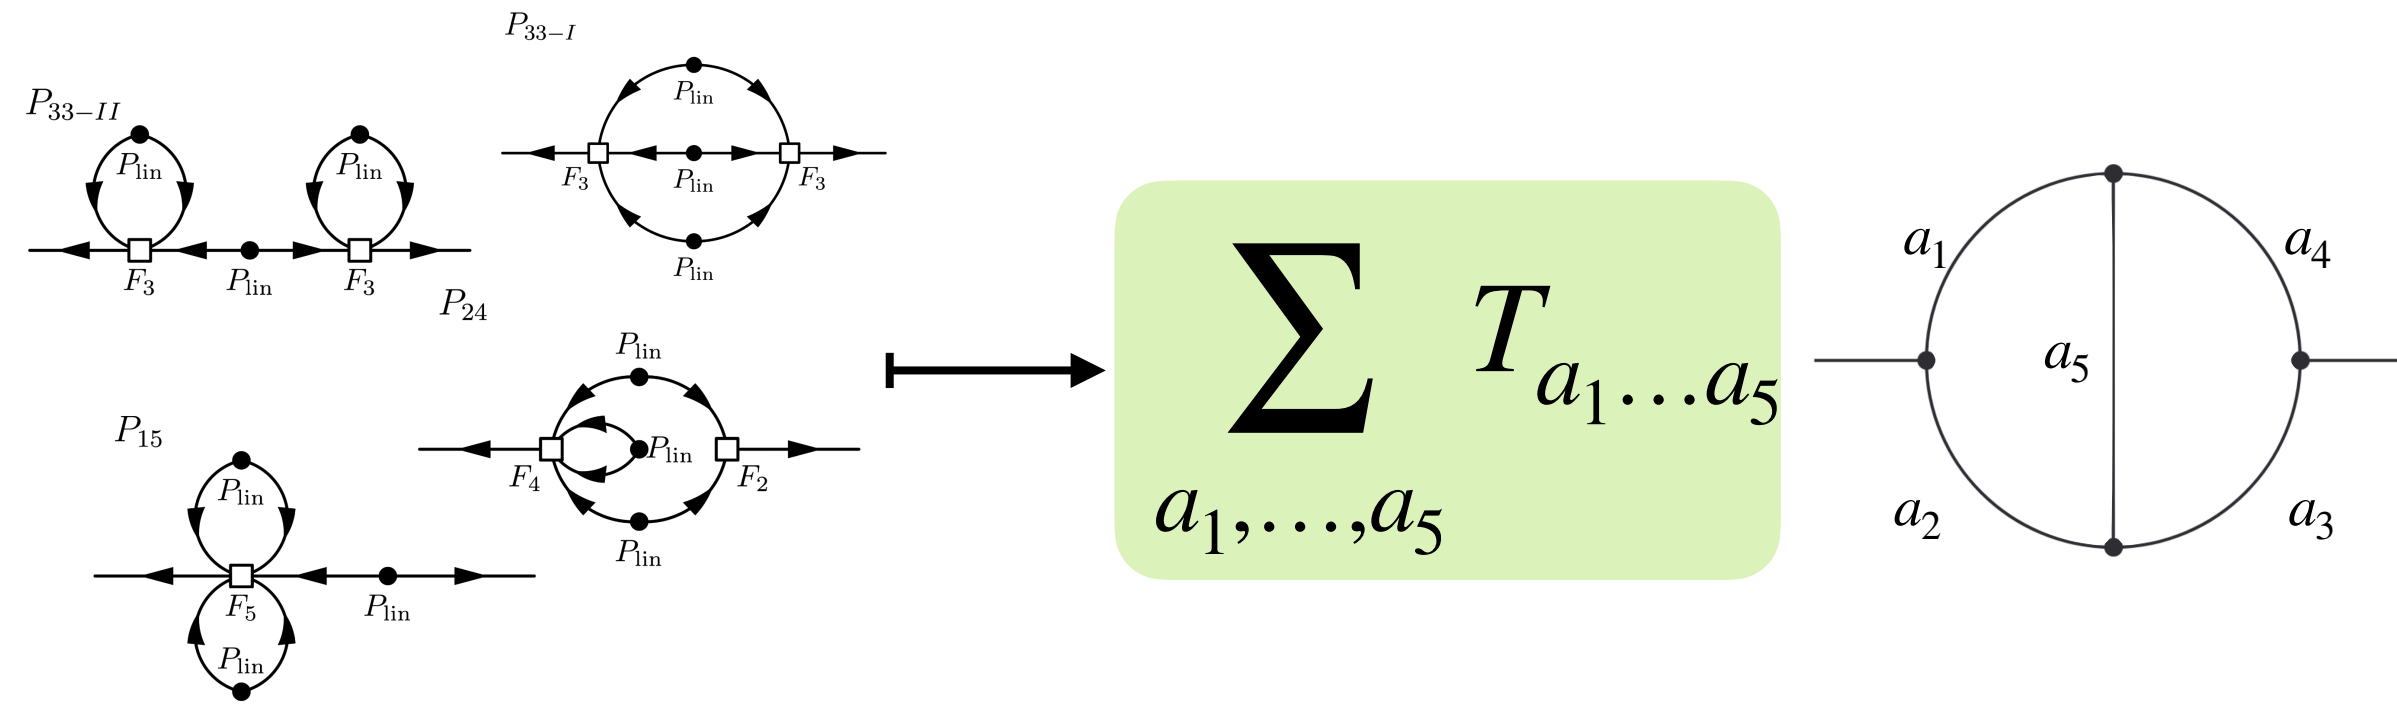 P_{33-II}
P_lin
P_lin
F_3
P_lin
F_3
P_{33-I}
P_lin
F_3
P_lin
F_3
P_lin
P_{24}
P_lin
F_4
P_lin
F_2
P_lin
P_{15}
P_lin
F_5
P_lin
P_lin
∑ T_{a_1…a_5}
a_1,…,a_5
a_1
a_4
a_5
a_2
a_3